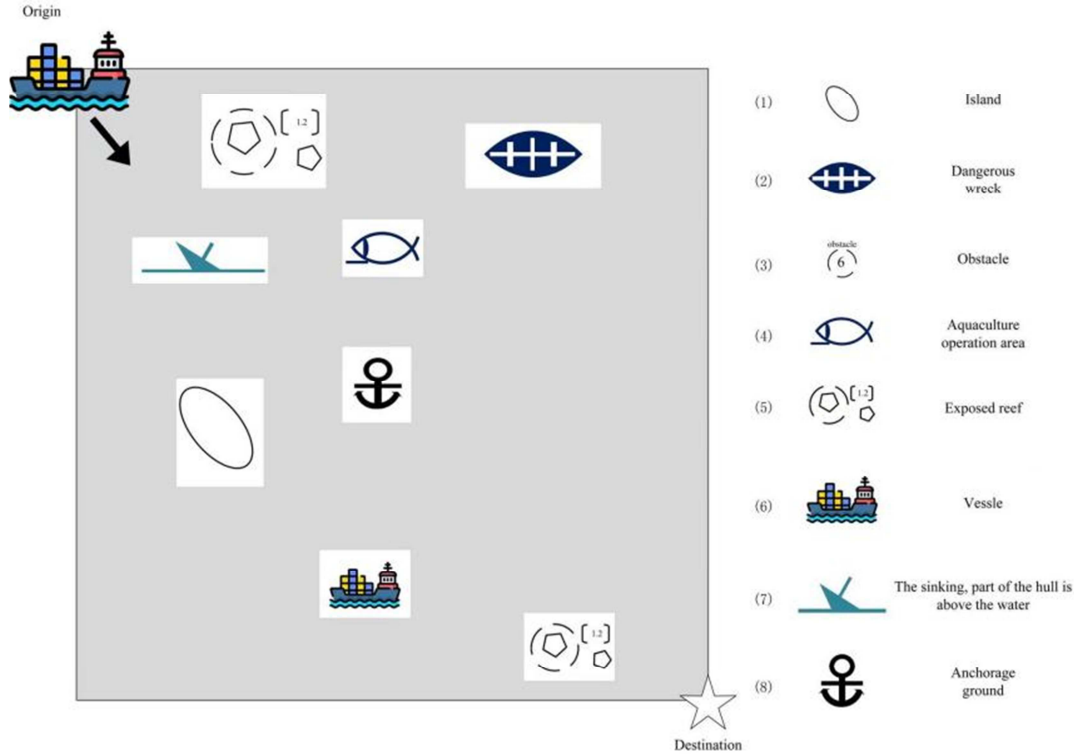 Origin
[1.2]
[1.2]
Destination
(1) Island
(2) Dangerous
wreck
(3) obstacle
6 Obstacle
(4) Aquaculture
operation area
(5) [1.2] Exposed reef
(6) Vessle
(7) The sinking, part of the hull is
above the water
(8) Anchorage
ground